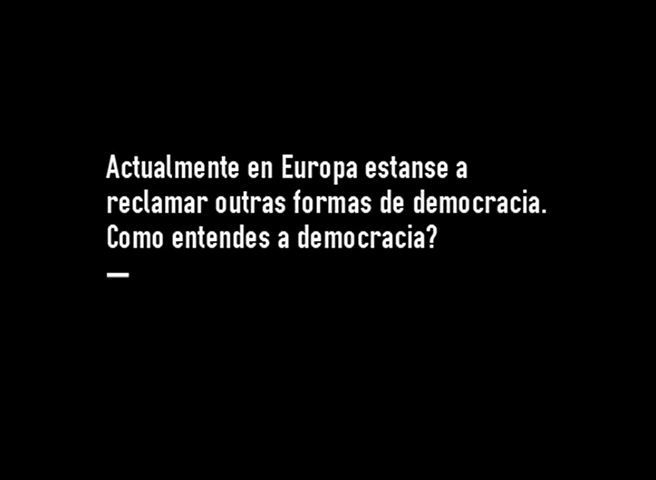 Actualmente en Europa estanse a
reclamar outras formas de democracia.
Como entendes a democracia?